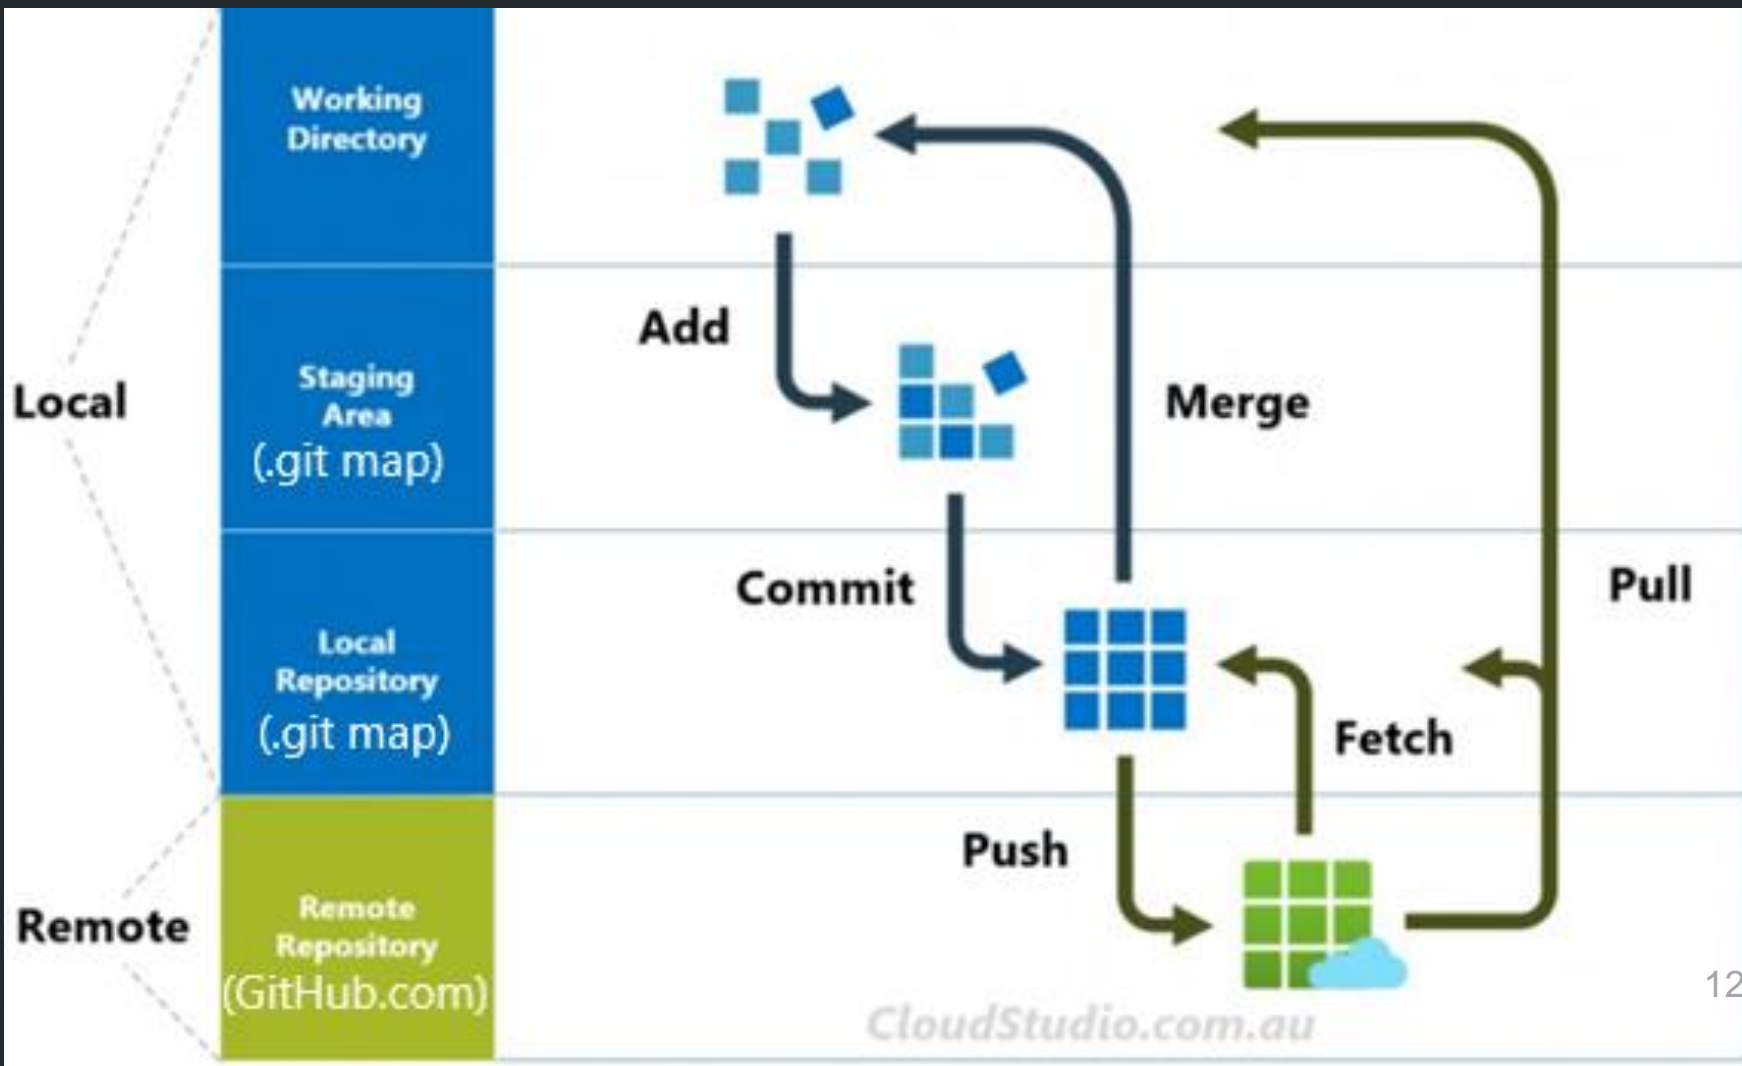 Working
Directory
Add
Staging
Area
(.git map)
Merge
Local
Commit
Local
Repository
(.git map)
Pull
Fetch
Push
Remote
Remote
Repository
(GitHub.com)
12
CloudStudio.com.au